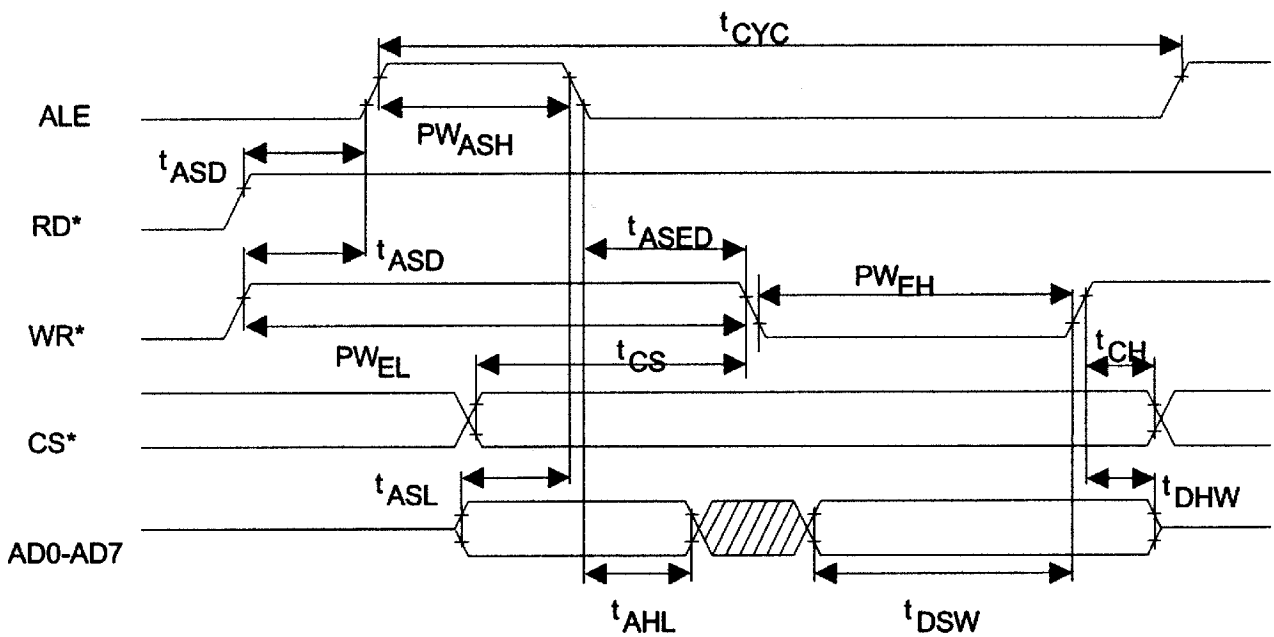 tCYC
ALE
PWASH
tASD
RD*
tASD
tASED
PWEH
WR*
PWEL
tCS
tCH
CS*
tASL
tDHW
AD0-AD7
tAHL
tDSW